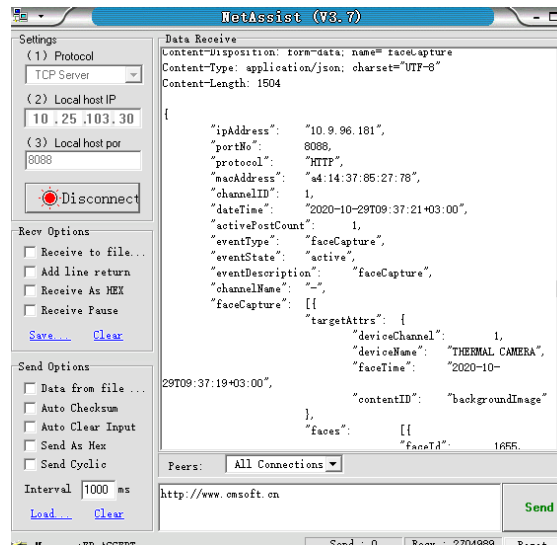 NetAssist (V3.7)
Settings
(1) Protocol
TCP Server
(2) Local host IP
10 .25 .103. 30
(3) Local host por
8088
Disconnect
Recv Options
Receive to file...
Add line return
Receive As HEX
Receive Pause
Save... Clear
Send Options
Data from file ...
Auto Checksum
Auto Clear Input
Send As Hex
Send Cyclic
Interval 1000 ms
Load... Clear
Data Receive
Content-Disposition: form-data; name="faceCapture"
Content-Type: application/json; charset="UTF-8"
Content-Length: 1504
{
"ipAddress": "10.9.96.181",
"portNo": 8088,
"protocol": "HTTP",
"macAddress": "a4:14:37:85:27:78",
"channelID": 1,
"dateTime": "2020-10-29T09:37:21+03:00",
"activePostCount": 1,
"eventType": "faceCapture",
"eventState": "active",
"eventDescription": "faceCapture",
"channelName": "-",
"faceCapture": [{
"targetAttrs": {
"deviceChannel": 1,
"deviceName": "THERMAL CAMERA",
"faceTime": "2020-10-
29T09:37:19+03:00",
"contentID": "backgroundImage"
},
"faces": [{
"faceId": 1655,
Peers: All Connections
http://www.cmsoft.cn
Send
Send : 0 Recv : 2704989 Reset